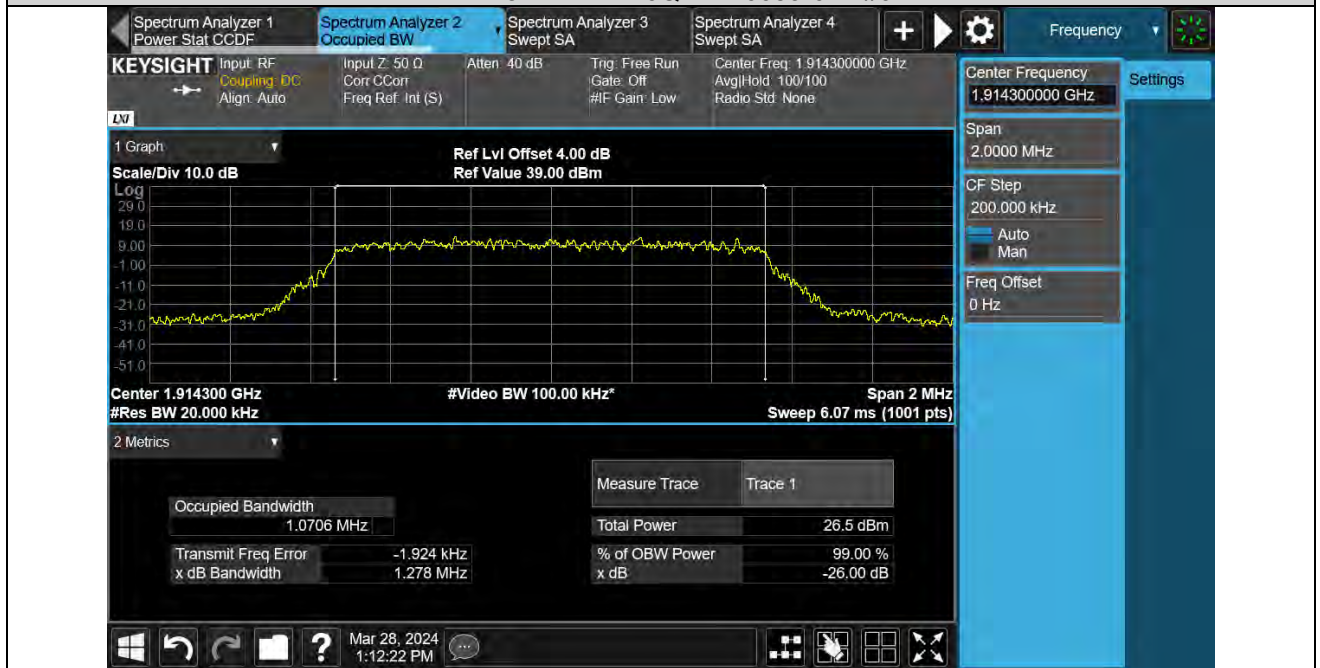 Spectrum Analyzer 1
Power Stat CCDF
Spectrum Analyzer 2
Occupied BW
Spectrum Analyzer 3
Swept SA
Spectrum Analyzer 4
Swept SA
+
Frequency
KEYSIGHT
LXI
Input: RF
Coupling: DC
Align: Auto
Input Z: 50 Ω
Corr CCorr
Freq Ref: Int (S)
Atten: 40 dB
Trig: Free Run
Gate: Off
#IF Gain: Low
Center Freq: 1.914300000 GHz
Avg|Hold: 100/100
Radio Std: None
Center Frequency
1.914300000 GHz
Settings
Span
2.0000 MHz
CF Step
200.000 kHz
Auto
Man
Freq Offset
0 Hz
1 Graph
Scale/Div 10.0 dB
Ref Lvl Offset 4.00 dB
Ref Value 39.00 dBm
Log
29.0
19.0
9.00
-1.00
-11.0
-21.0
-31.0
-41.0
-51.0
Center 1.914300 GHz
#Video BW 100.00 kHz*
Span 2 MHz
#Res BW 20.000 kHz
Sweep 6.07 ms (1001 pts)
2 Metrics
Measure Trace Trace 1
Occupied Bandwidth
1.0706 MHz
Total Power 26.5 dBm
Transmit Freq Error -1.924 kHz
% of OBW Power 99.00 %
x dB Bandwidth 1.278 MHz
x dB -26.00 dB
?
Mar 28, 2024
1:12:22 PM